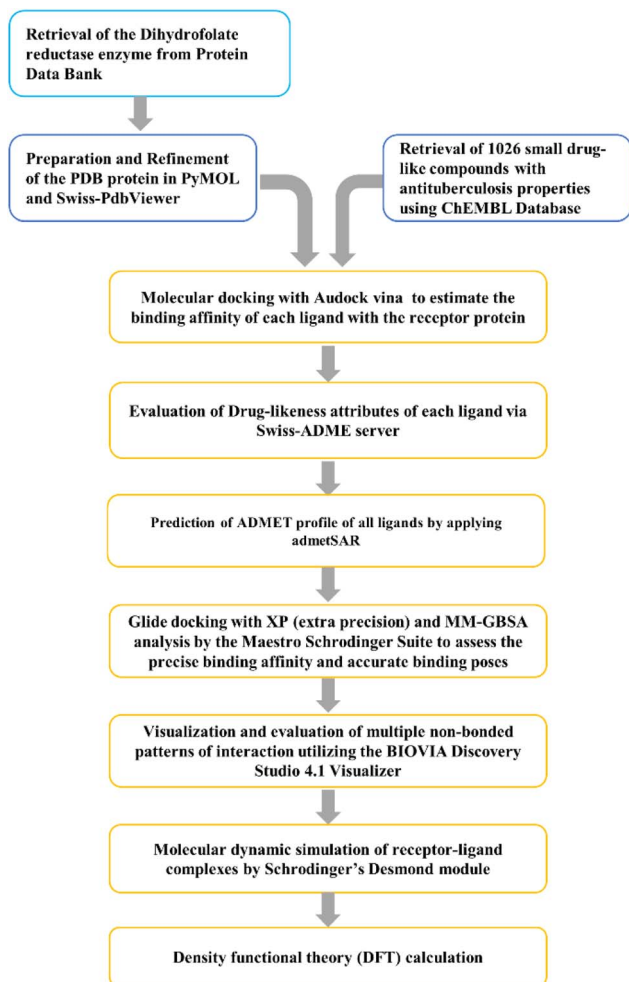 Retrieval of the Dihydrofolate
reductase enzyme from Protein
Data Bank
Preparation and Refinement
of the PDB protein in PyMOL
and Swiss-PdbViewer
Retrieval of 1026 small drug-
like compounds with
antituberculosis properties
using ChEMBL Database
Molecular docking with Audock vina to estimate the
binding affinity of each ligand with the receptor protein
Evaluation of Drug-likeness attributes of each ligand via
Swiss-ADME server
Prediction of ADMET profile of all ligands by applying
admetSAR
Glide docking with XP (extra precision) and MM-GBSA
analysis by the Maestro Schrodinger Suite to assess the
precise binding affinity and accurate binding poses
Visualization and evaluation of multiple non-bonded
patterns of interaction utilizing the BIOVIA Discovery
Studio 4.1 Visualizer
Molecular dynamic simulation of receptor-ligand
complexes by Schrodinger's Desmond module
Density functional theory (DFT) calculation